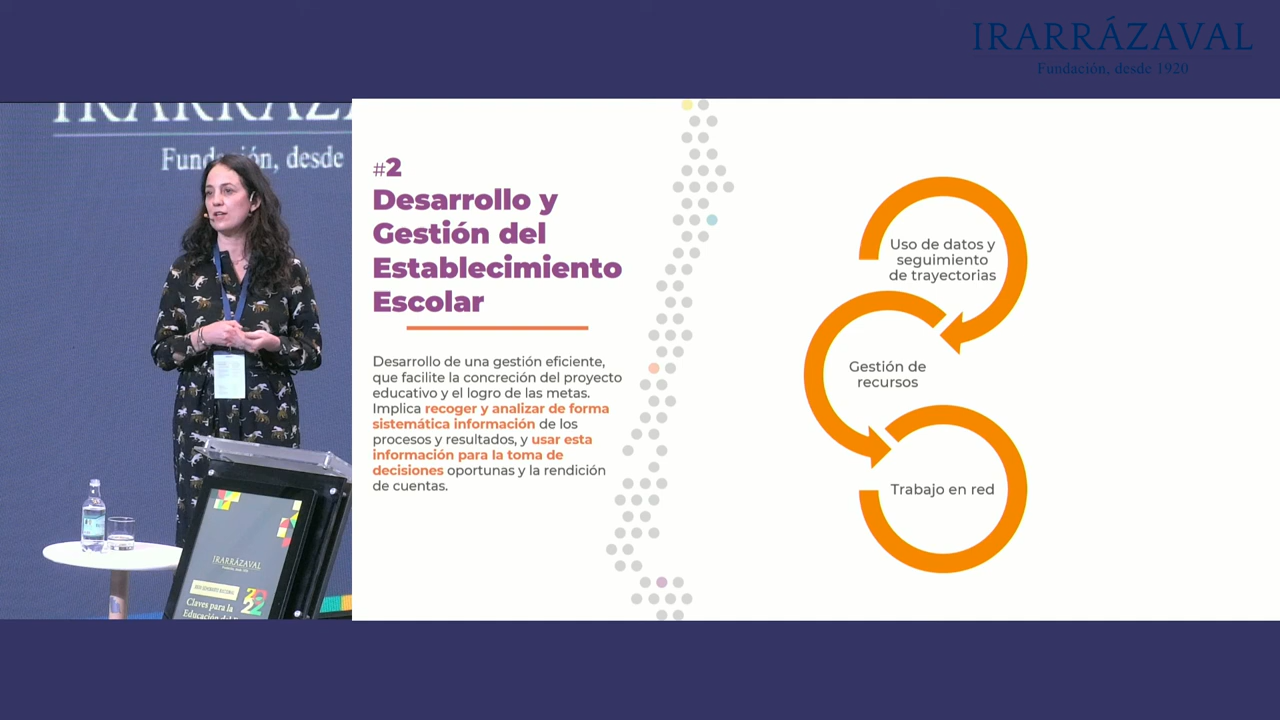 IRARRÁZAVAL
Fundación, desde 1920
Fundación, desde
#2
Desarrollo y
Gestión del
Establecimiento
Escolar
Desarrollo de una gestión eficiente,
que facilite la concreción del proyecto
educativo y el logro de las metas.
Implica recoger y analizar de forma
sistemática información de los
procesos y resultados, y usar esta
información para la toma de
decisiones oportunas y la rendición
de cuentas.
Uso de datos y
seguimiento
de trayectorias
Gestión de
recursos
Trabajo en red
IRARRÁZAVAL
2022
Claves para la
Educación del